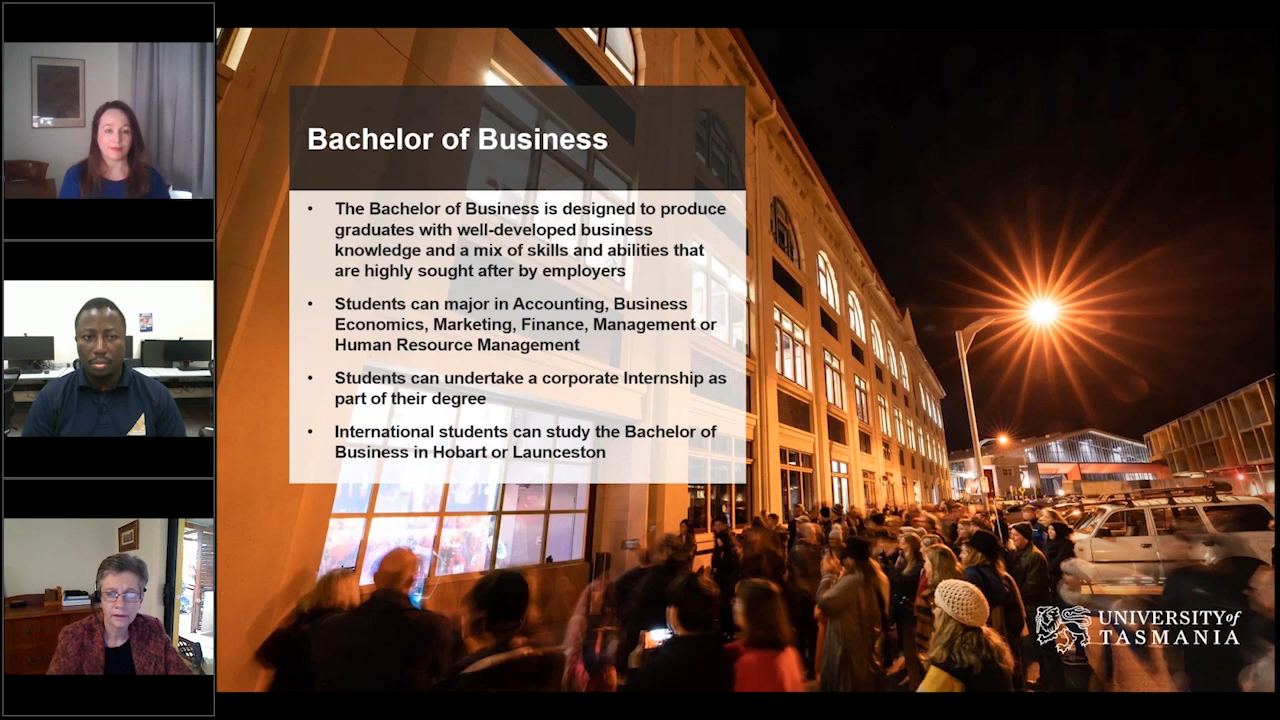 Bachelor of Business
• The Bachelor of Business is designed to produce
graduates with well-developed business
knowledge and a mix of skills and abilities that
are highly sought after by employers
• Students can major in Accounting, Business
Economics, Marketing, Finance, Management or
Human Resource Management
• Students can undertake a corporate Internship as
part of their degree
• International students can study the Bachelor of
Business in Hobart or Launceston
UNIVERSITY of
TASMANIA